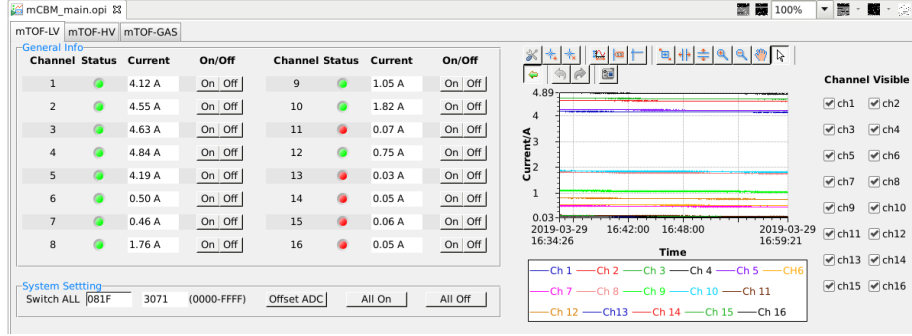 mCBM_main.opi
100%
mTOF-LV mTOF-HV mTOF-GAS
General Info
Channel Status Current On/Off Channel Status Current On/Off
1 4.12 A On Off 9 1.05 A On Off
2 4.55 A On Off 10 1.82 A On Off
3 4.63 A On Off 11 0.07 A On Off
4 4.84 A On Off 12 0.75 A On Off
5 4.19 A On Off 13 0.03 A On Off
6 0.50 A On Off 14 0.05 A On Off
7 0.46 A On Off 15 0.06 A On Off
8 1.76 A On Off 16 0.05 A On Off
System Settting
Switch ALL 081F 3071 (0000-FFFF) Offset ADC All On All Off
Current/A
4.89
4
3
2
1
0.03
2019-03-29 16:34:26
16:42:00
16:48:00
2019-03-29 16:59:21
Time
Ch 1 Ch 2 Ch 3 Ch 4 Ch 5 CH6
Ch 7 Ch 8 Ch 9 Ch 10 Ch 11
Ch 12 Ch13 Ch 14 Ch 15 Ch 16
Channel Visible
ch1 ch2
ch3 ch4
ch5 ch6
ch7 ch8
ch9 ch10
ch11 ch12
ch13 ch14
ch15 ch16